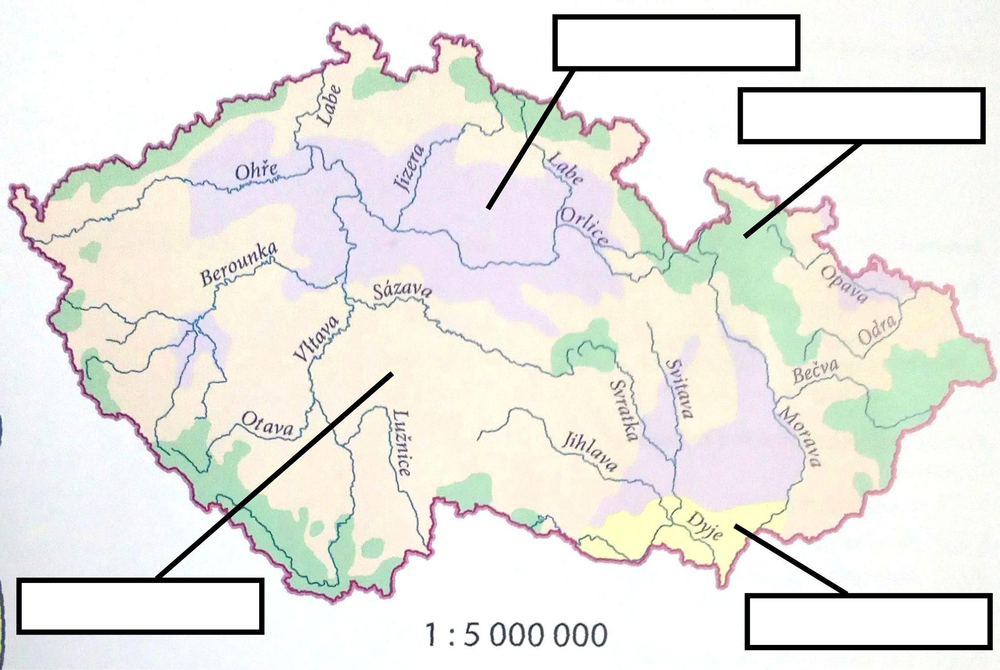 Labe
Ohře
Jizera
Labe
Orlice
Berounka
Sázava
Opava
Vltava
Odra
Svitava
Bečva
Svratka
Otava
Lužnice
Morava
Jihlava
Dyje
1 : 5 000 000